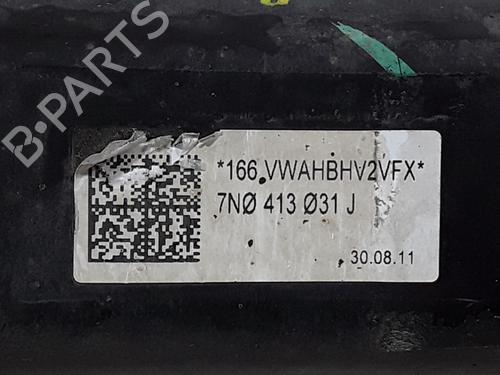 B-PARTS
*166 VWAHBHV2VFX*
7NØ 413 Ø31 J
30.08.11